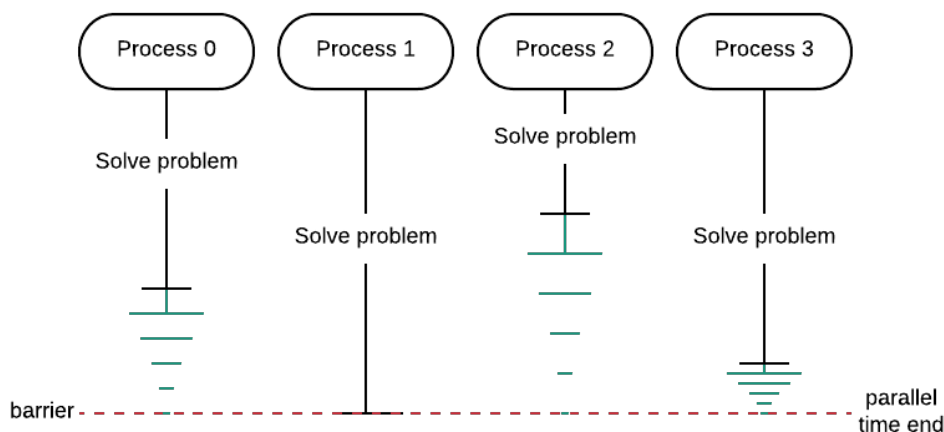 Process 0
Process 1
Process 2
Process 3
Solve problem
Solve problem
Solve problem
Solve problem
barrier
parallel
time end